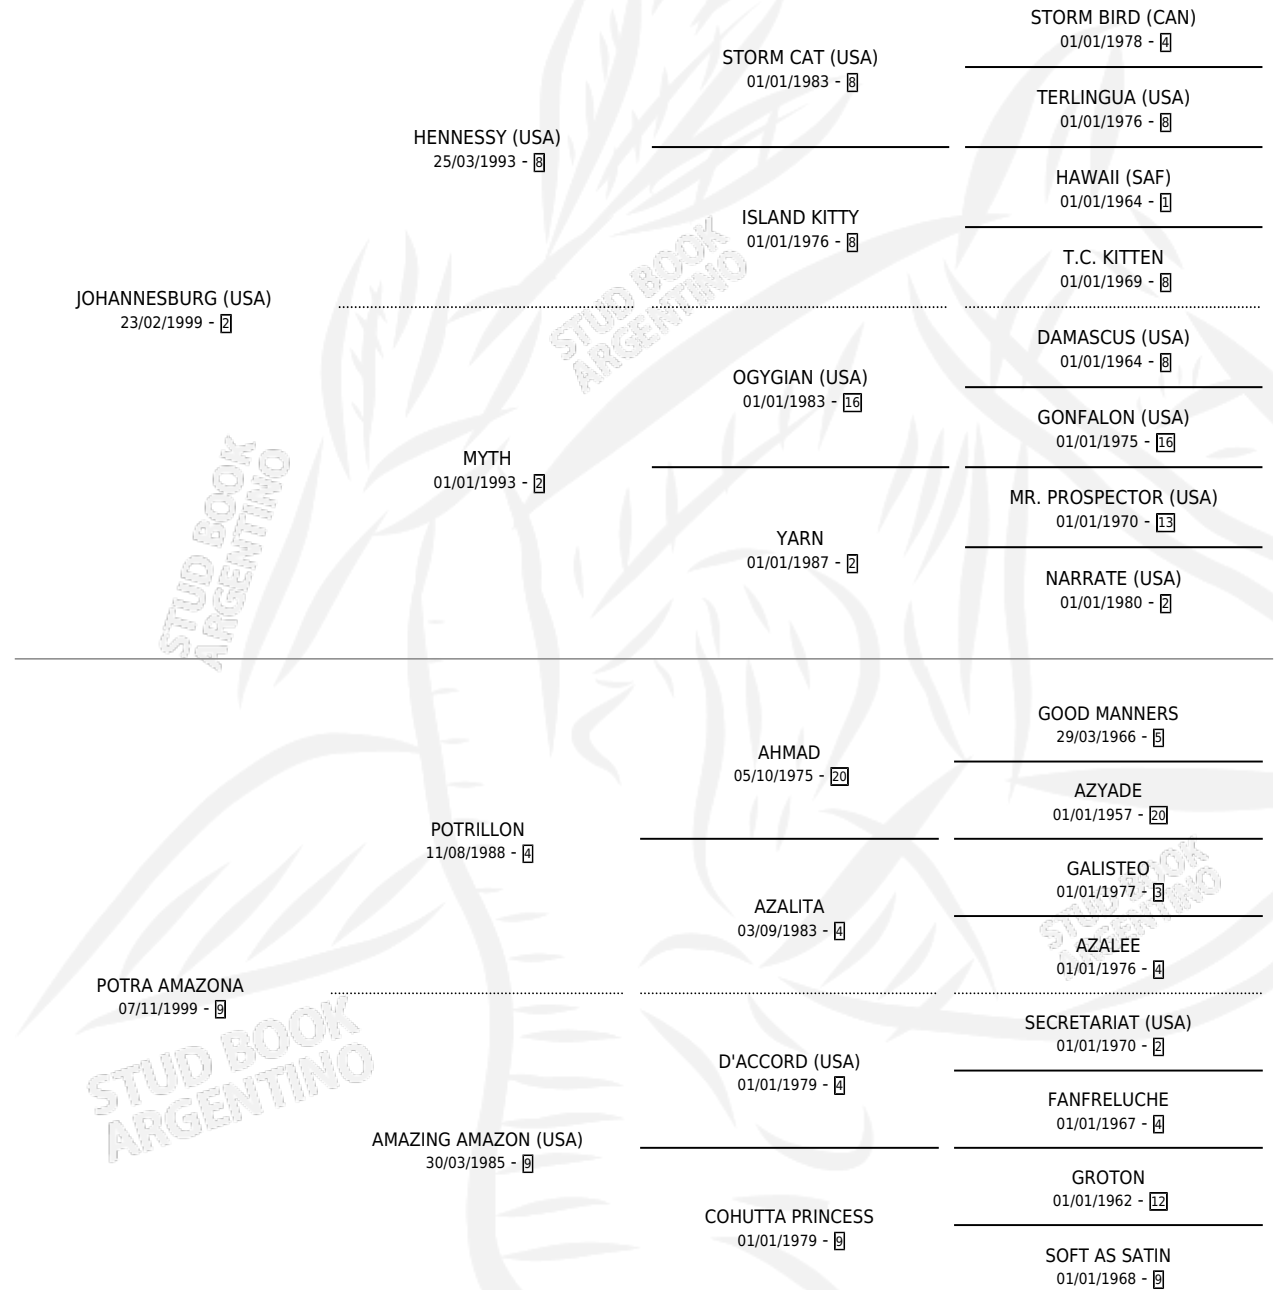 STORM BIRD (CAN)
01/01/1978 - 4
STORM CAT (USA)
01/01/1983 - 8
TERLINGUA (USA)
01/01/1976 - 8
HENNESSY (USA)
25/03/1993 - 8
HAWAII (SAF)
01/01/1964 - 1
ISLAND KITTY
01/01/1976 - 8
T.C. KITTEN
01/01/1969 - 8
JOHANNESBURG (USA)
23/02/1999 - 2
DAMASCUS (USA)
01/01/1964 - 8
OGYGIAN (USA)
01/01/1983 - 16
GONFALON (USA)
01/01/1975 - 16
MYTH
01/01/1993 - 2
MR. PROSPECTOR (USA)
01/01/1970 - 13
YARN
01/01/1987 - 2
NARRATE (USA)
01/01/1980 - 2
STUD BOOK
ARGENTINO
STUD BOOK
ARGENTINO
GOOD MANNERS
29/03/1966 - 5
AHMAD
05/10/1975 - 20
AZYADE
01/01/1957 - 20
POTRILLON
11/08/1988 - 4
GALISTEO
01/01/1977 - 3
AZALITA
03/09/1983 - 4
AZALEE
01/01/1976 - 4
STUD BOOK
ARGENTINO
POTRA AMAZONA
07/11/1999 - 9
SECRETARIAT (USA)
01/01/1970 - 2
D'ACCORD (USA)
01/01/1979 - 4
FANFRELUCHE
01/01/1967 - 4
STUD BOOK
ARGENTINO
AMAZING AMAZON (USA)
30/03/1985 - 9
GROTON
01/01/1962 - 12
COHUTTA PRINCESS
01/01/1979 - 9
SOFT AS SATIN
01/01/1968 - 9